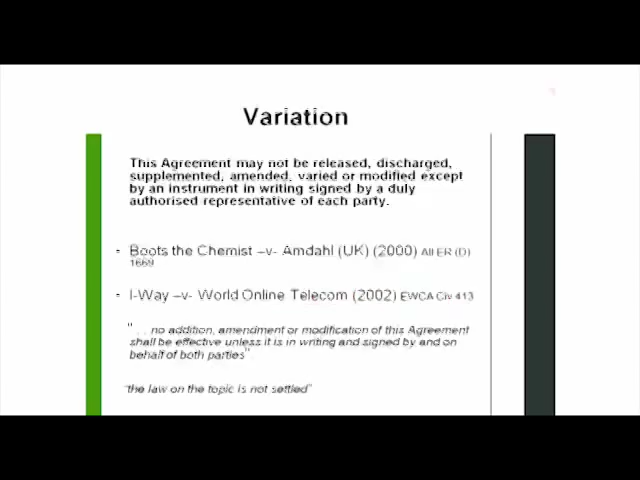 Variation
This Agreement may not be released, discharged,
supplemented, amended, varied or modified except
by an instrument in writing signed by a duly
authorised representative of each party.
- Boots the Chemist –v- Amdahl (UK) (2000) All ER (D)
1669
- I-Way –v- World Online Telecom (2002) EWCA Civ 413
" . . no addition, amendment or modification of this Agreement
shall be effective unless it is in writing and signed by and on
behalf of both parties".
"the law on the topic is not settled"